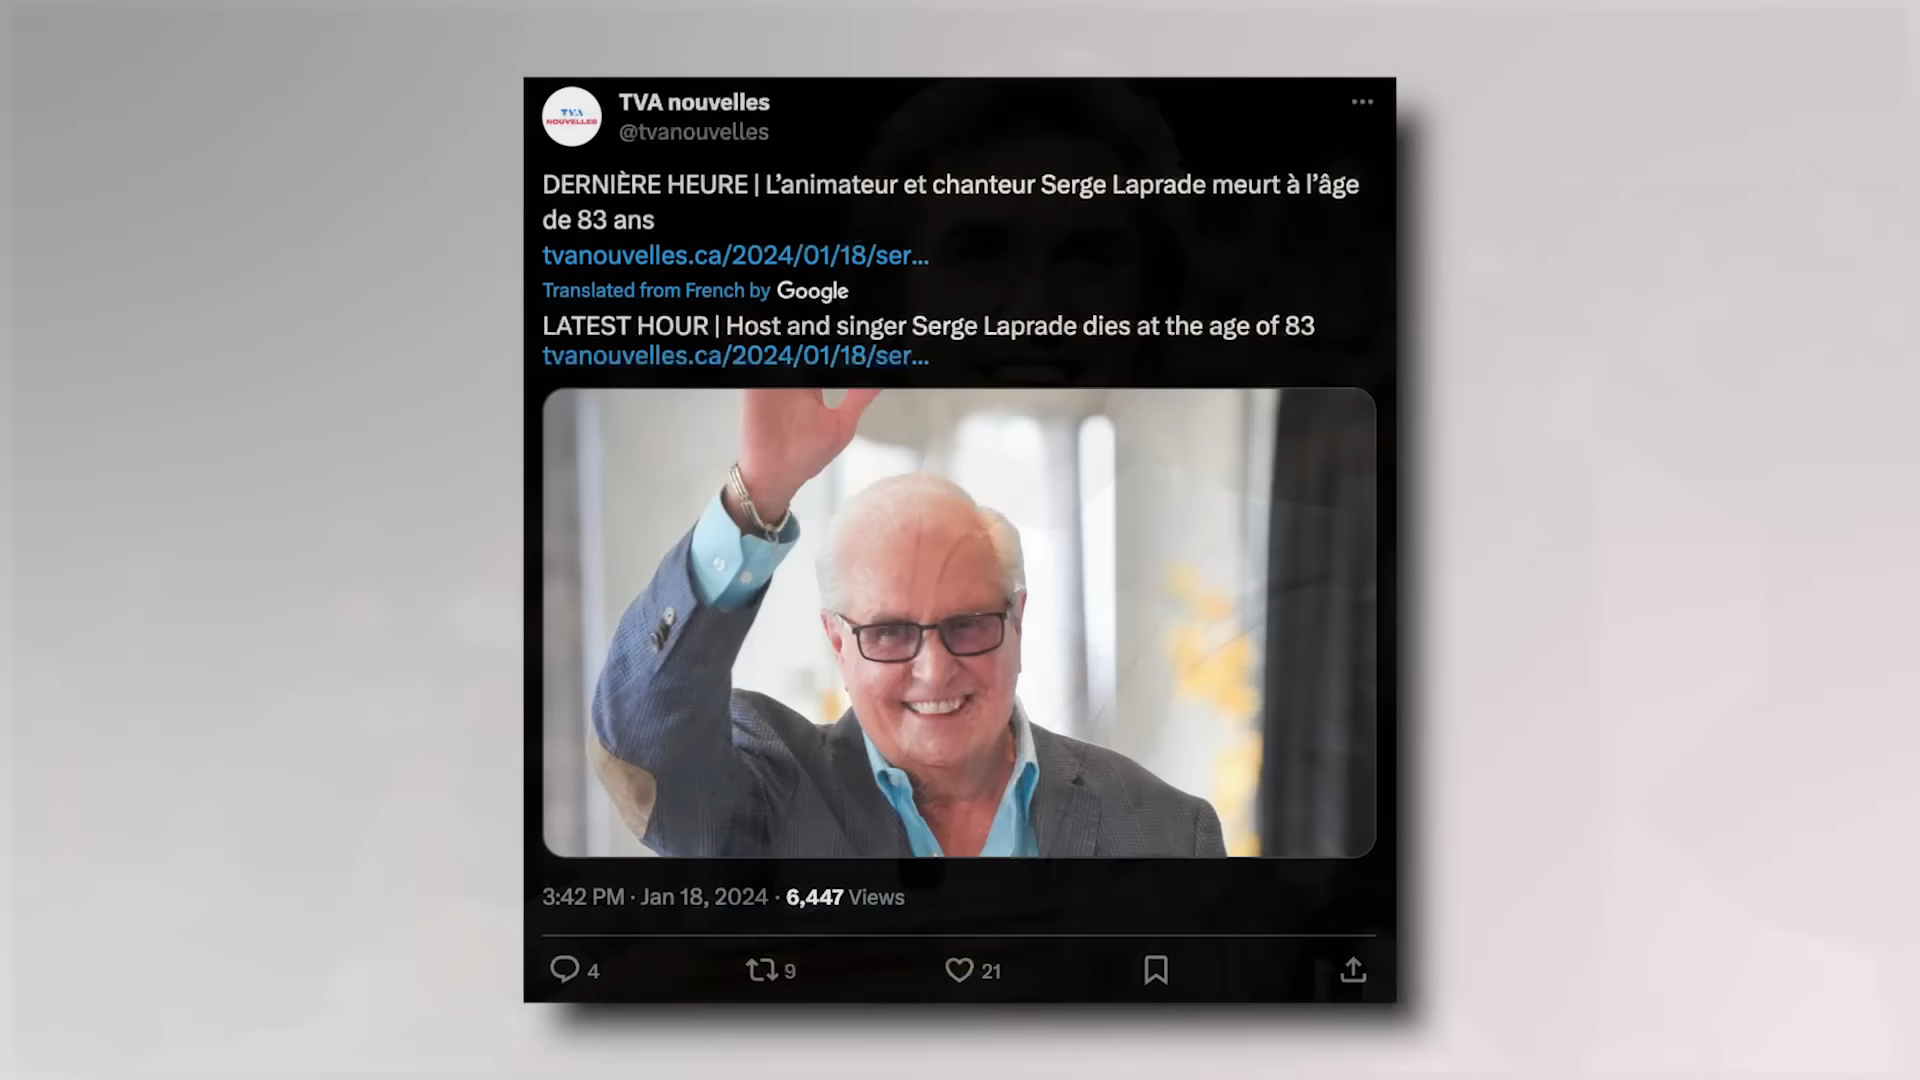 TVA
NOUVELLES
TVA nouvelles
@tvanouvelles
DERNIÈRE HEURE | L’animateur et chanteur Serge Laprade meurt à l’âge
de 83 ans
tvanouvelles.ca/2024/01/18/ser...
Translated from French by Google
LATEST HOUR | Host and singer Serge Laprade dies at the age of 83
tvanouvelles.ca/2024/01/18/ser...
3:42 PM · Jan 18, 2024 · 6,447 Views
4 9 21